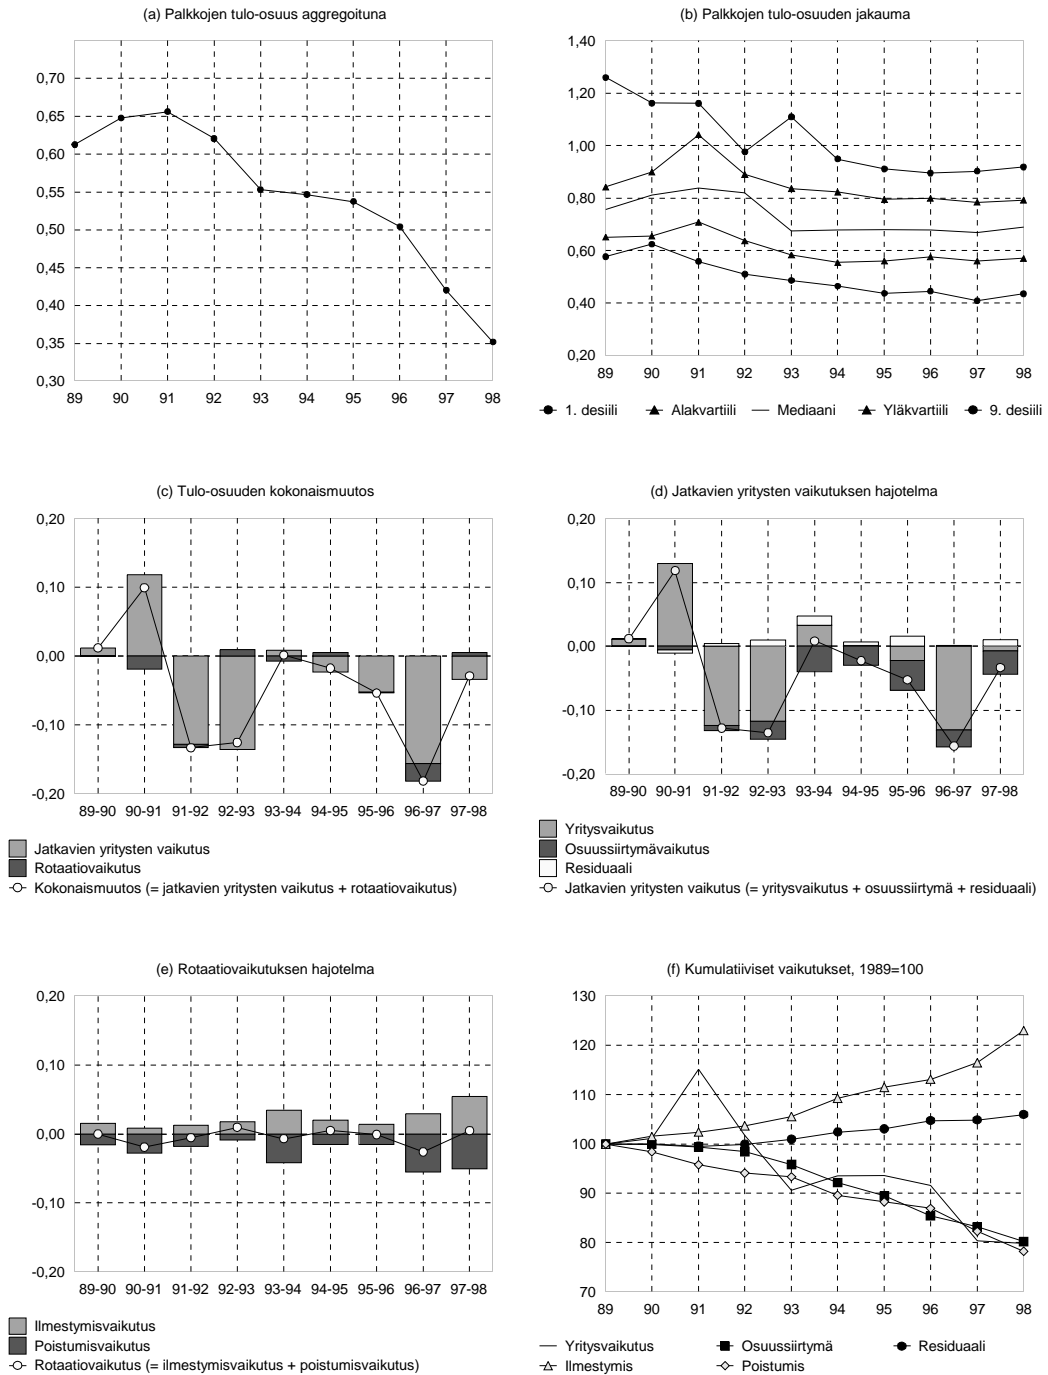 (a) Palkkojen tulo-osuus aggregoituna
0,70
0,65
0,60
0,55
0,50
0,45
0,40
0,35
0,30
89 90 91 92 93 94 95 96 97 98
(b) Palkkojen tulo-osuuden jakauma
1,40
1,20
1,00
0,80
0,60
0,40
0,20
89 90 91 92 93 94 95 96 97 98
1. desiili Alakvartiili Mediaani Yläkvartiili 9. desiili
(c) Tulo-osuuden kokonaismuutos
0,20
0,10
0,00
-0,10
-0,20
89-90 90-91 91-92 92-93 93-94 94-95 95-96 96-97 97-98
Jatkavien yritysten vaikutus
Rotaatiovaikutus
Kokonaismuutos (= jatkavien yritysten vaikutus + rotaatiovaikutus)
(d) Jatkavien yritysten vaikutuksen hajotelma
0,20
0,10
0,00
-0,10
-0,20
89-90 90-91 91-92 92-93 93-94 94-95 95-96 96-97 97-98
Yritysvaikutus
Osuussiirtymävaikutus
Residuaali
Jatkavien yritysten vaikutus (= yritysvaikutus + osuussiirtymä + residuaali)
(e) Rotaatiovaikutuksen hajotelma
0,20
0,10
0,00
-0,10
-0,20
89-90 90-91 91-92 92-93 93-94 94-95 95-96 96-97 97-98
Ilmestymisvaikutus
Poistumisvaikutus
Rotaatiovaikutus (= ilmestymisvaikutus + poistumisvaikutus)
(f) Kumulatiiviset vaikutukset, 1989=100
130
120
110
100
90
80
70
89 90 91 92 93 94 95 96 97 98
Yritysvaikutus Osuussiirtymä Residuaali
Ilmestymis Poistumis